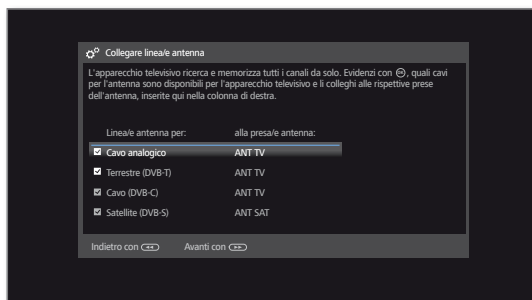 Collegare linea/e antenna
L'apparecchio televisivo ricerca e memorizza tutti i canali da solo. Evidenzi con OK, quali cavi
per l'antenna sono disponibili per l'apparecchio televisivo e li colleghi alle rispettive prese
dell'antenna, inserite qui nella colonna di destra.
Linea/e antenna per: alla presa/e antenna:
Cavo analogico ANT TV
Terrestre (DVB-T) ANT TV
Cavo (DVB-C) ANT TV
Satellite (DVB-S) ANT SAT
Indietro con Avanti con